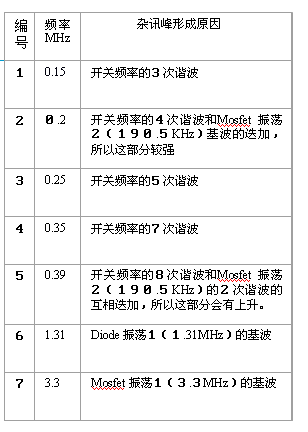 编号 频率 MHz 杂讯峰形成原因
1 0.15 开关频率的3次谐波
2 0.2 开关频率的4次谐波和Mosfet 振荡
2(190.5KHz)基波的迭加,
所以这部分较强
3 0.25 开关频率的5次谐波
4 0.35 开关频率的7次谐波
5 0.39 开关频率的8次谐波和Mosfet 振荡
2(190.5KHz)的2次谐波的
互相迭加,所以这部分会有上升。
6 1.31 Diode 振荡1(1.31MHz)的基波
7 3.3 Mosfet 振荡1(3.3MHz)的基波